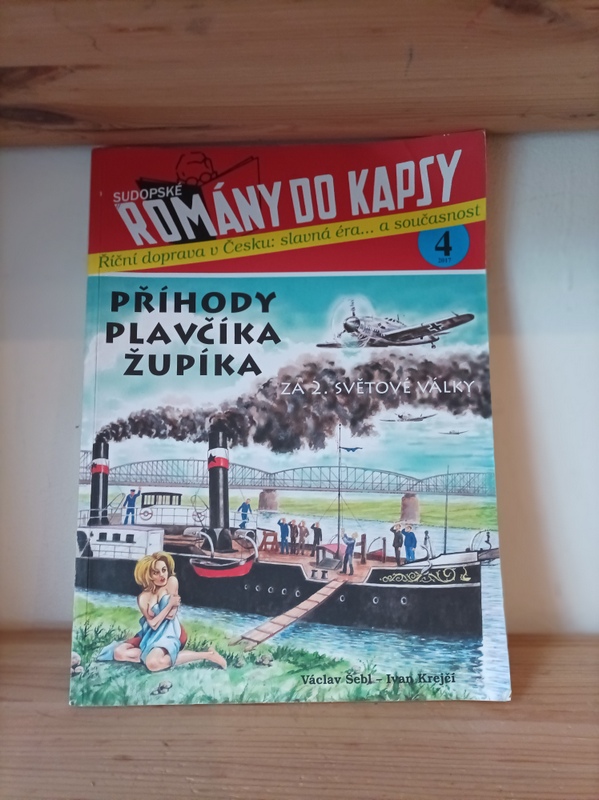 SUDOPSKÉ
ROMÁNY DO KAPSY
Říční doprava v Česku: slavná éra... a současnost
4
2017
PŘÍHODY
PLAVČÍKA
ŽUPÍKA
ZA 2. SVĚTOVÉ VÁLKY
Václav Šebl – Ivan Krejčí